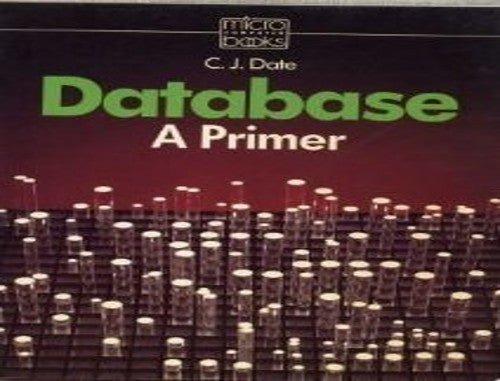 micro
COMPUTER
books
C. J. Date
Database
A Primer